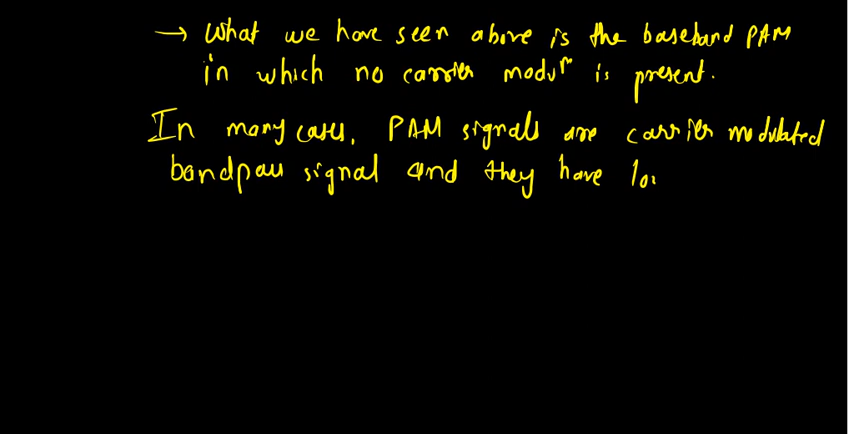 → What we have seen above is the baseband PAM
in which no carrier modun is present.
In many cases, PAM signals are carrier modulated
bandpass signal and they have